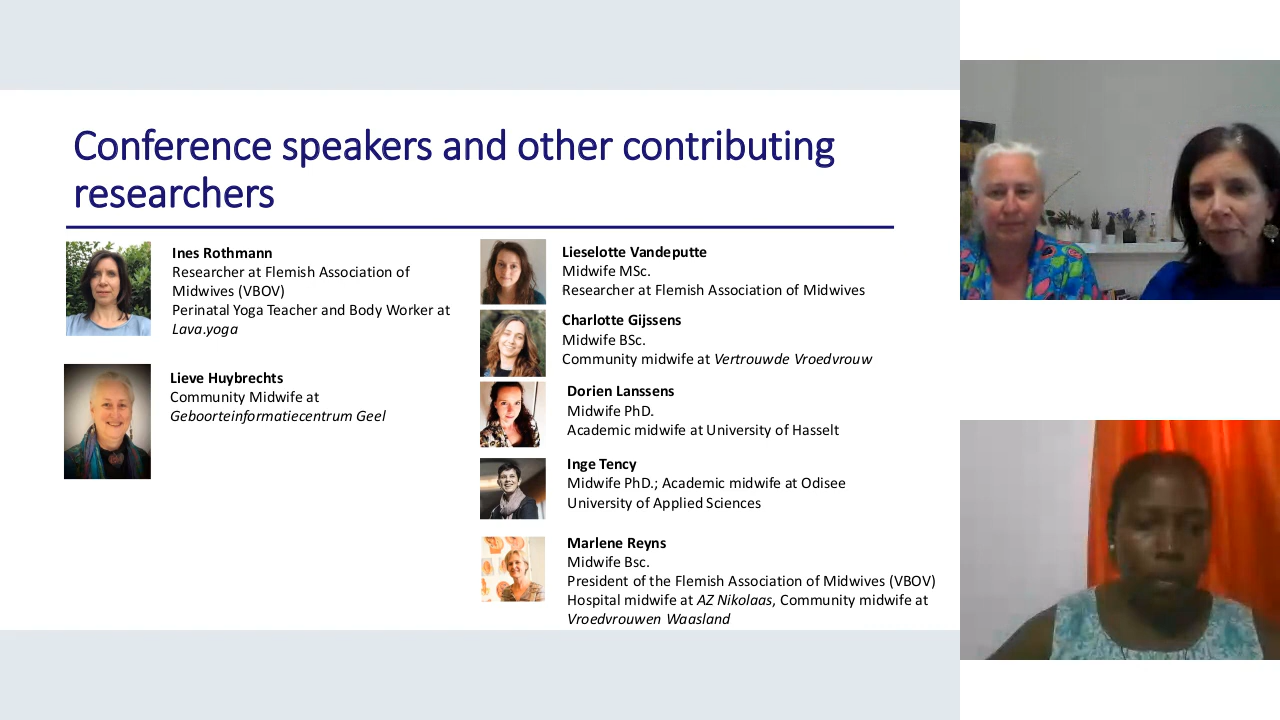 Conference speakers and other contributing
researchers
Ines Rothmann
Researcher at Flemish Association of
Midwives (VBOV)
Perinatal Yoga Teacher and Body Worker at
Lava.yoga
Lieve Huybrechts
Community Midwife at
Geboorteinformatiecentrum Geel
Lieselotte Vandeputte
Midwife MSc.
Researcher at Flemish Association of Midwives
Charlotte Gijssens
Midwife BSc.
Community midwife at Vertrouwde Vroedvrouw
Dorien Lanssens
Midwife PhD.
Academic midwife at University of Hasselt
Inge Tency
Midwife PhD.; Academic midwife at Odisee
University of Applied Sciences
Marlene Reyns
Midwife Bsc.
President of the Flemish Association of Midwives (VBOV)
Hospital midwife at AZ Nikolaas, Community midwife at
Vroedvrouwen Waasland